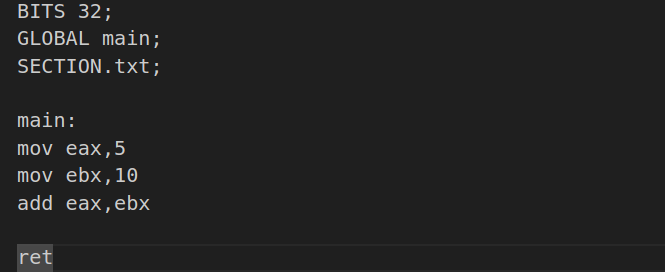 BITS 32;
GLOBAL main;
SECTION.txt;
main:
mov eax,5
mov ebx,10
add eax,ebx
ret